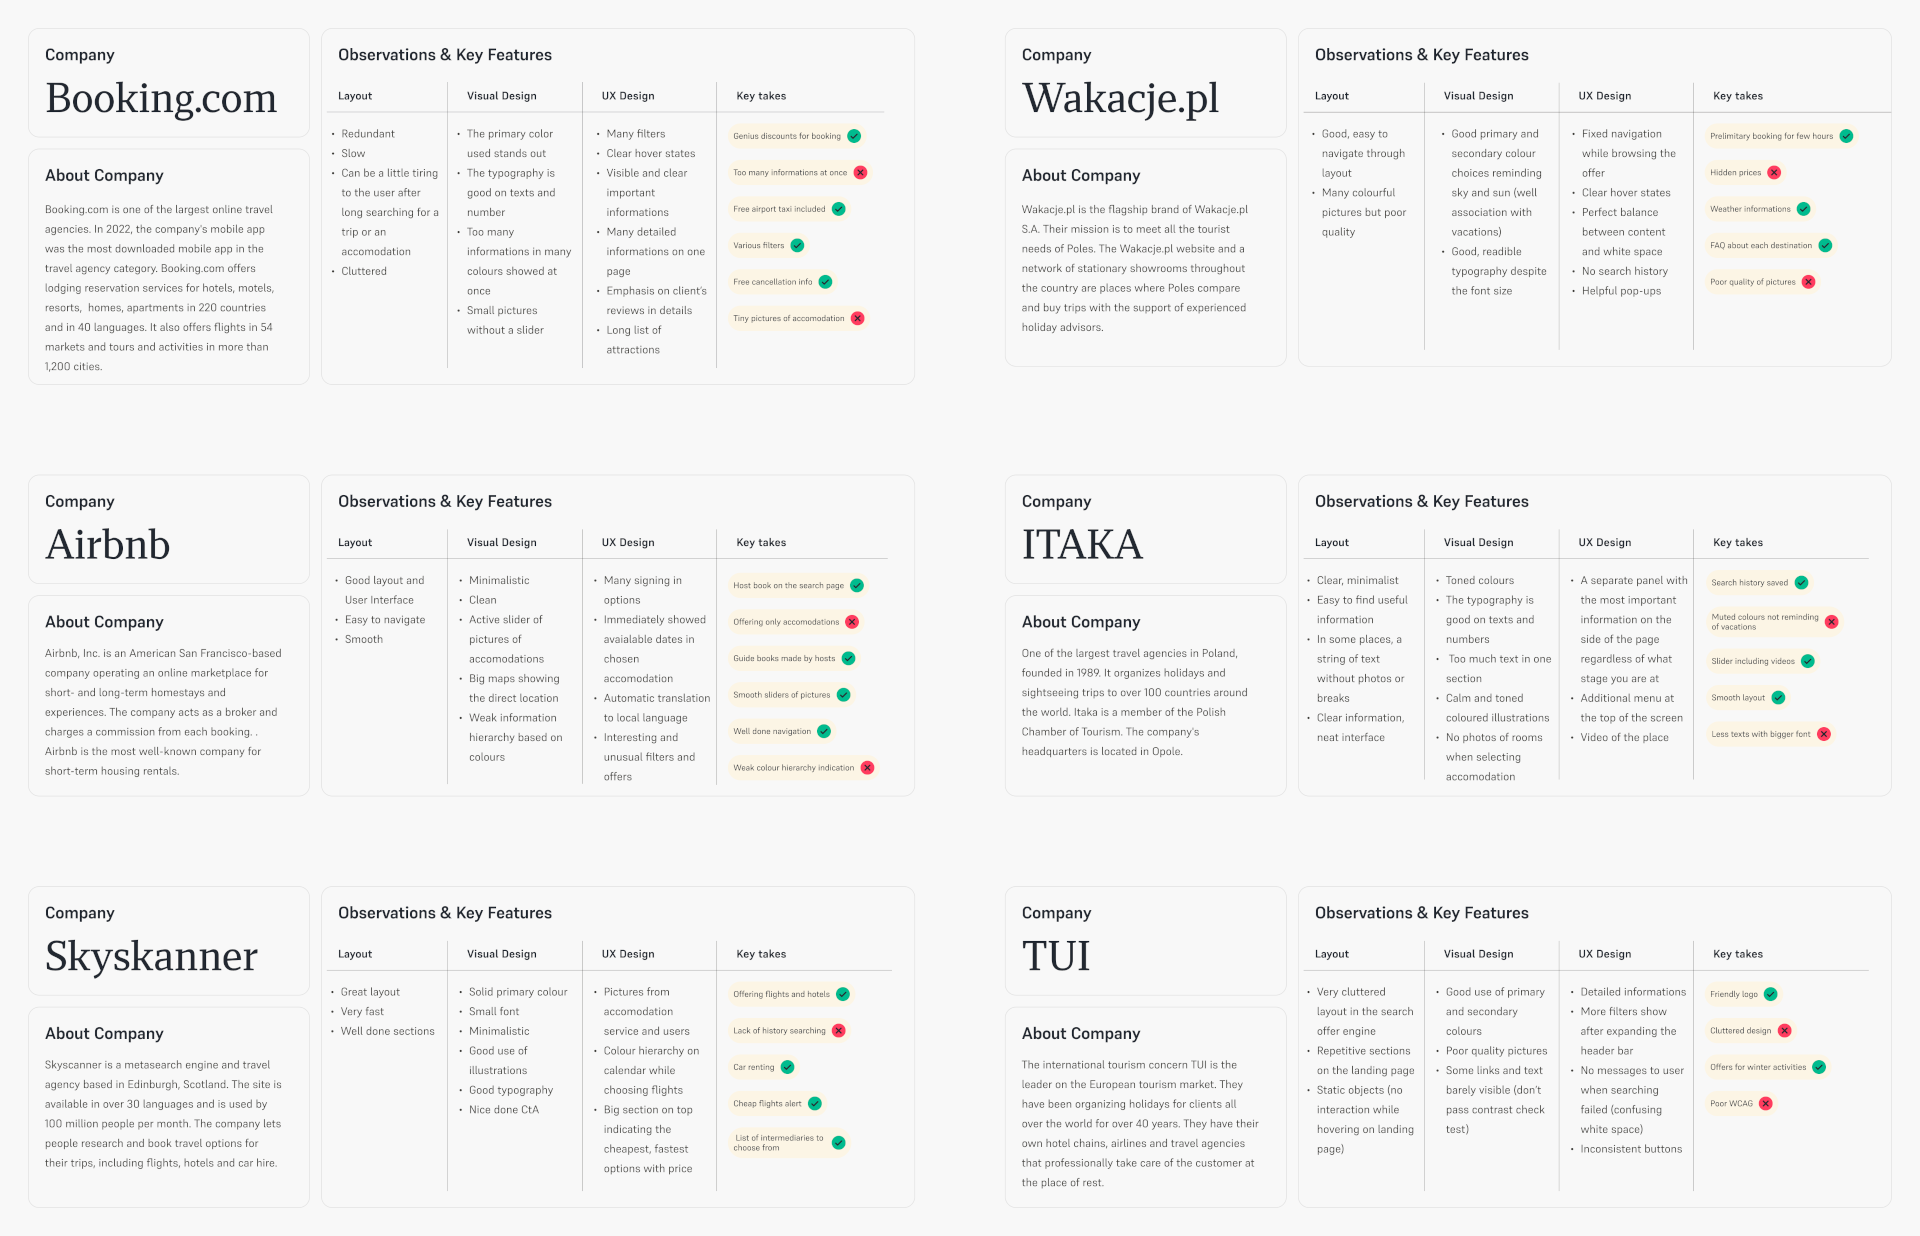 Company
Booking.com
About Company
Booking.com is one of the largest online travel
agencies. In 2022, the company's mobile app
was the most downloaded mobile app in the
travel agency category. Booking.com offers
lodging reservation services for hotels, motels,
resorts,  homes, apartments in 220 countries
and in 40 languages. It also offers flights in 54
markets and tours and activities in more than
1,200 cities.
Observations & Key Features
Layout
• Redundant
• Slow
• Can be a little tiring
to the user after
long searching for a
trip or an
accomodation
• Cluttered
Visual Design
• The primary color
used stands out
• The typography is
good on texts and
number
• Too many
informations in many
colours showed at
once
• Small pictures
without a slider
UX Design
• Many filters
• Clear hover states
• Visible and clear
important
informations
• Many detailed
informations on one
page
• Emphasis on client's
reviews in details
• Long list of
attractions
Key takes
Genius discounts for booking
Too many informations at once
Free airport taxi included
Various filters
Free cancellation info
Tiny pictures of accomodation
Company
Wakacje.pl
About Company
Wakacje.pl is the flagship brand of Wakacje.pl
S.A. Their mission is to meet all the tourist
needs of Poles. The Wakacje.pl website and a
network of stationary showrooms throughout
the country are places where Poles compare
and buy trips with the support of experienced
holiday advisors.
Observations & Key Features
Layout
• Good, easy to
navigate through
layout
• Many colourful
pictures but poor
quality
Visual Design
• Good primary and
secondary colour
choices reminding
sky and sun (well
association with
vacations)
• Good, readible
typography despite
the font size
UX Design
• Fixed navigation
while browsing the
offer
• Clear hover states
• Perfect balance
between content
and white space
• No search history
• Helpful pop-ups
Key takes
Prelimitary booking for few hours
Hidden prices
Weather informations
FAQ about each destination
Poor quality of pictures
Company
Airbnb
About Company
Airbnb, Inc. is an American San Francisco-based
company operating an online marketplace for
short- and long-term homestays and
experiences. The company acts as a broker and
charges a commission from each booking. .
Airbnb is the most well-known company for
short-term housing rentals.
Observations & Key Features
Layout
• Good layout and
User Interface
• Easy to navigate
• Smooth
Visual Design
• Minimalistic
• Clean
• Active slider of
pictures of
accomodations
• Big maps showing
the direct location
• Weak information
hierarchy based on
colours
UX Design
• Many signing in
options
• Immediately showed
avaialable dates in
chosen
accomodation
• Automatic translation
to local language
• Interesting and
unusual filters and
offers
Key takes
Host book on the search page
Offering only accomodations
Guide books made by hosts
Smooth sliders of pictures
Well done navigation
Weak colour hierarchy indication
Company
ITAKA
About Company
One of the largest travel agencies in Poland,
founded in 1989. It organizes holidays and
sightseeing trips to over 100 countries around
the world. Itaka is a member of the Polish
Chamber of Tourism. The company's
headquarters is located in Opole.
Observations & Key Features
Layout
• Clear, minimalist
• Easy to find useful
information
• In some places, a
string of text
without photos or
breaks
• Clear information,
neat interface
Visual Design
• Toned colours
• The typography is
good on texts and
numbers
• Too much text in one
section
• Calm and toned
coloured illustrations
• No photos of rooms
when selecting
accomodation
UX Design
• A separate panel with
the most important
information on the
side of the page
regardless of what
stage you are at
• Additional menu at
the top of the screen
• Video of the place
Key takes
Search history saved
Muted colours not reminding
of vacations
Slider including videos
Smooth layout
Less texts with bigger font
Company
Skyskanner
About Company
Skyscanner is a metasearch engine and travel
agency based in Edinburgh, Scotland. The site is
available in over 30 languages and is used by
100 million people per month. The company lets
people research and book travel options for
their trips, including flights, hotels and car hire.
Observations & Key Features
Layout
• Great layout
• Very fast
• Well done sections
Visual Design
• Solid primary colour
• Small font
• Minimalistic
• Good use of
illustrations
• Good typography
• Nice done CtA
UX Design
• Pictures from
accomodation
service and users
• Colour hierarchy on
calendar while
choosing flights
• Big section on top
indicating the
cheapest, fastest
options with price
Key takes
Offering flights and hotels
Lack of history searching
Car renting
Cheap flights alert
List of intermediaries to
choose from
Company
TUI
About Company
The international tourism concern TUI is the
leader on the European tourism market. They
have been organizing holidays for clients all
over the world for over 40 years. They have their
own hotel chains, airlines and travel agencies
that professionally take care of the customer at
the place of rest.
Observations & Key Features
Layout
• Very cluttered
layout in the search
offer engine
• Repetitive sections
on the landing page
• Static objects (no
interaction while
hovering on landing
page)
Visual Design
• Good use of primary
and secondary
colours
• Poor quality pictures
• Some links and text
barely visible (don't
pass contrast check
test)
UX Design
• Detailed informations
• More filters show
after expanding the
header bar
• No messages to user
when searching
failed (confusing
white space)
• Inconsistent buttons
Key takes
Friendly logo
Cluttered design
Offers for winter activities
Poor WCAG